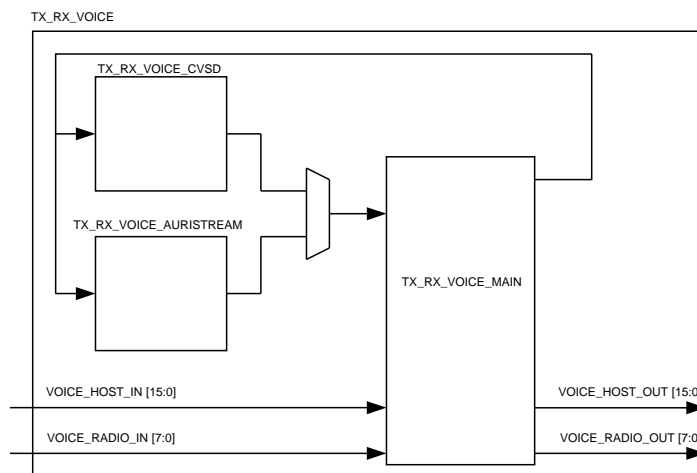 TX_RX_VOICE
TX_RX_VOICE_CVSD
TX_RX_VOICE_AURISTREAM
TX_RX_VOICE_MAIN
VOICE_HOST_IN [15:0]
VOICE_HOST_OUT [15:0
VOICE_RADIO_IN [7:0]
VOICE_RADIO_OUT [7:0